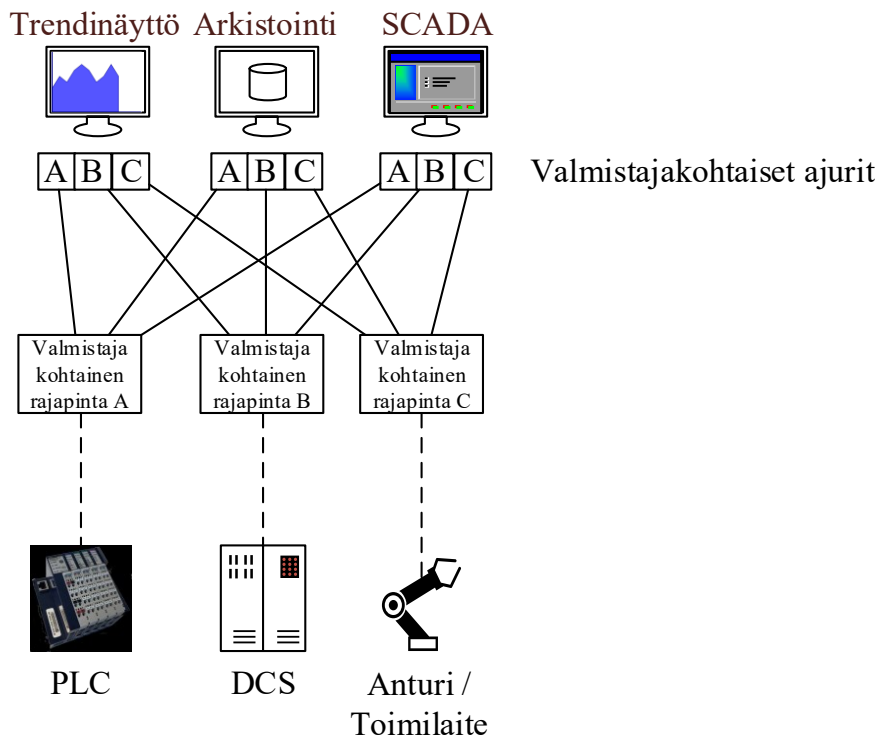 Trendinäyttö Arkistointi SCADA
A B C A B C A B C Valmistajakohtaiset ajurit
Valmistaja
kohtainen
rajapinta A
Valmistaja
kohtainen
rajapinta B
Valmistaja
kohtainen
rajapinta C
PLC DCS Anturi /
Toimilaite